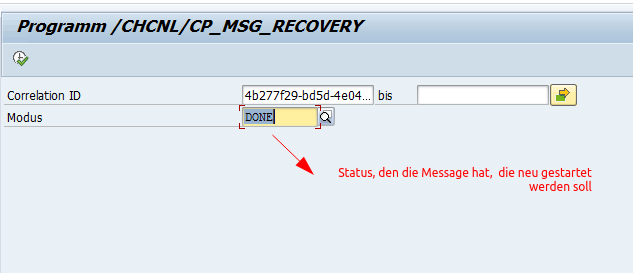 Programm /CHCNL/CP_MSG_RECOVERY
Correlation ID 4b277f29-bd5d-4e04... bis
Modus DONE
Status, den die Message hat, die neu gestartet
werden soll